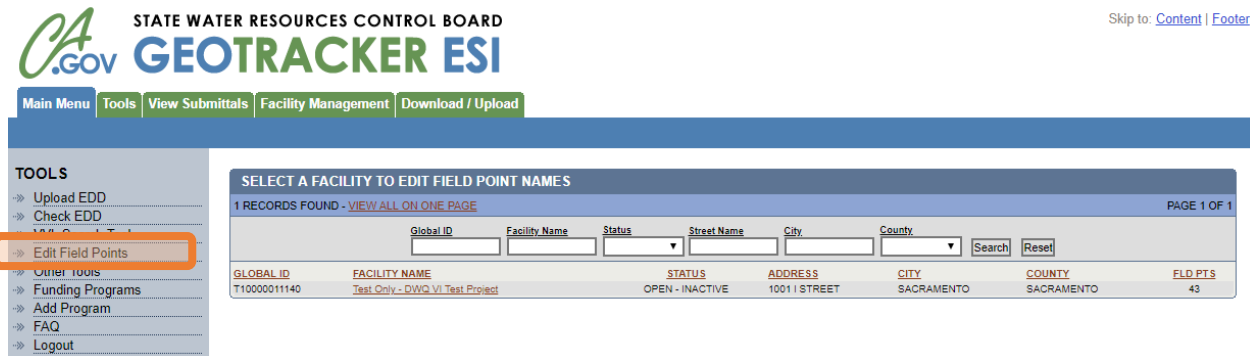 CA.GOV STATE WATER RESOURCES CONTROL BOARD
GEOTRACKER ESI
Skip to: Content | Footer
Main Menu Tools View Submittals Facility Management Download / Upload
TOOLS
Upload EDD
Check EDD
Edit Field Points
Other Tools
Funding Programs
Add Program
FAQ
Logout
SELECT A FACILITY TO EDIT FIELD POINT NAMES
1 RECORDS FOUND - VIEW ALL ON ONE PAGE PAGE 1 OF 1
Global ID Facility Name Status Street Name City County
Search Reset
GLOBAL ID FACILITY NAME STATUS ADDRESS CITY COUNTY FLD PTS
T10000011140 Test Only - DWQ VI Test Project OPEN - INACTIVE 1001 I STREET SACRAMENTO SACRAMENTO 43